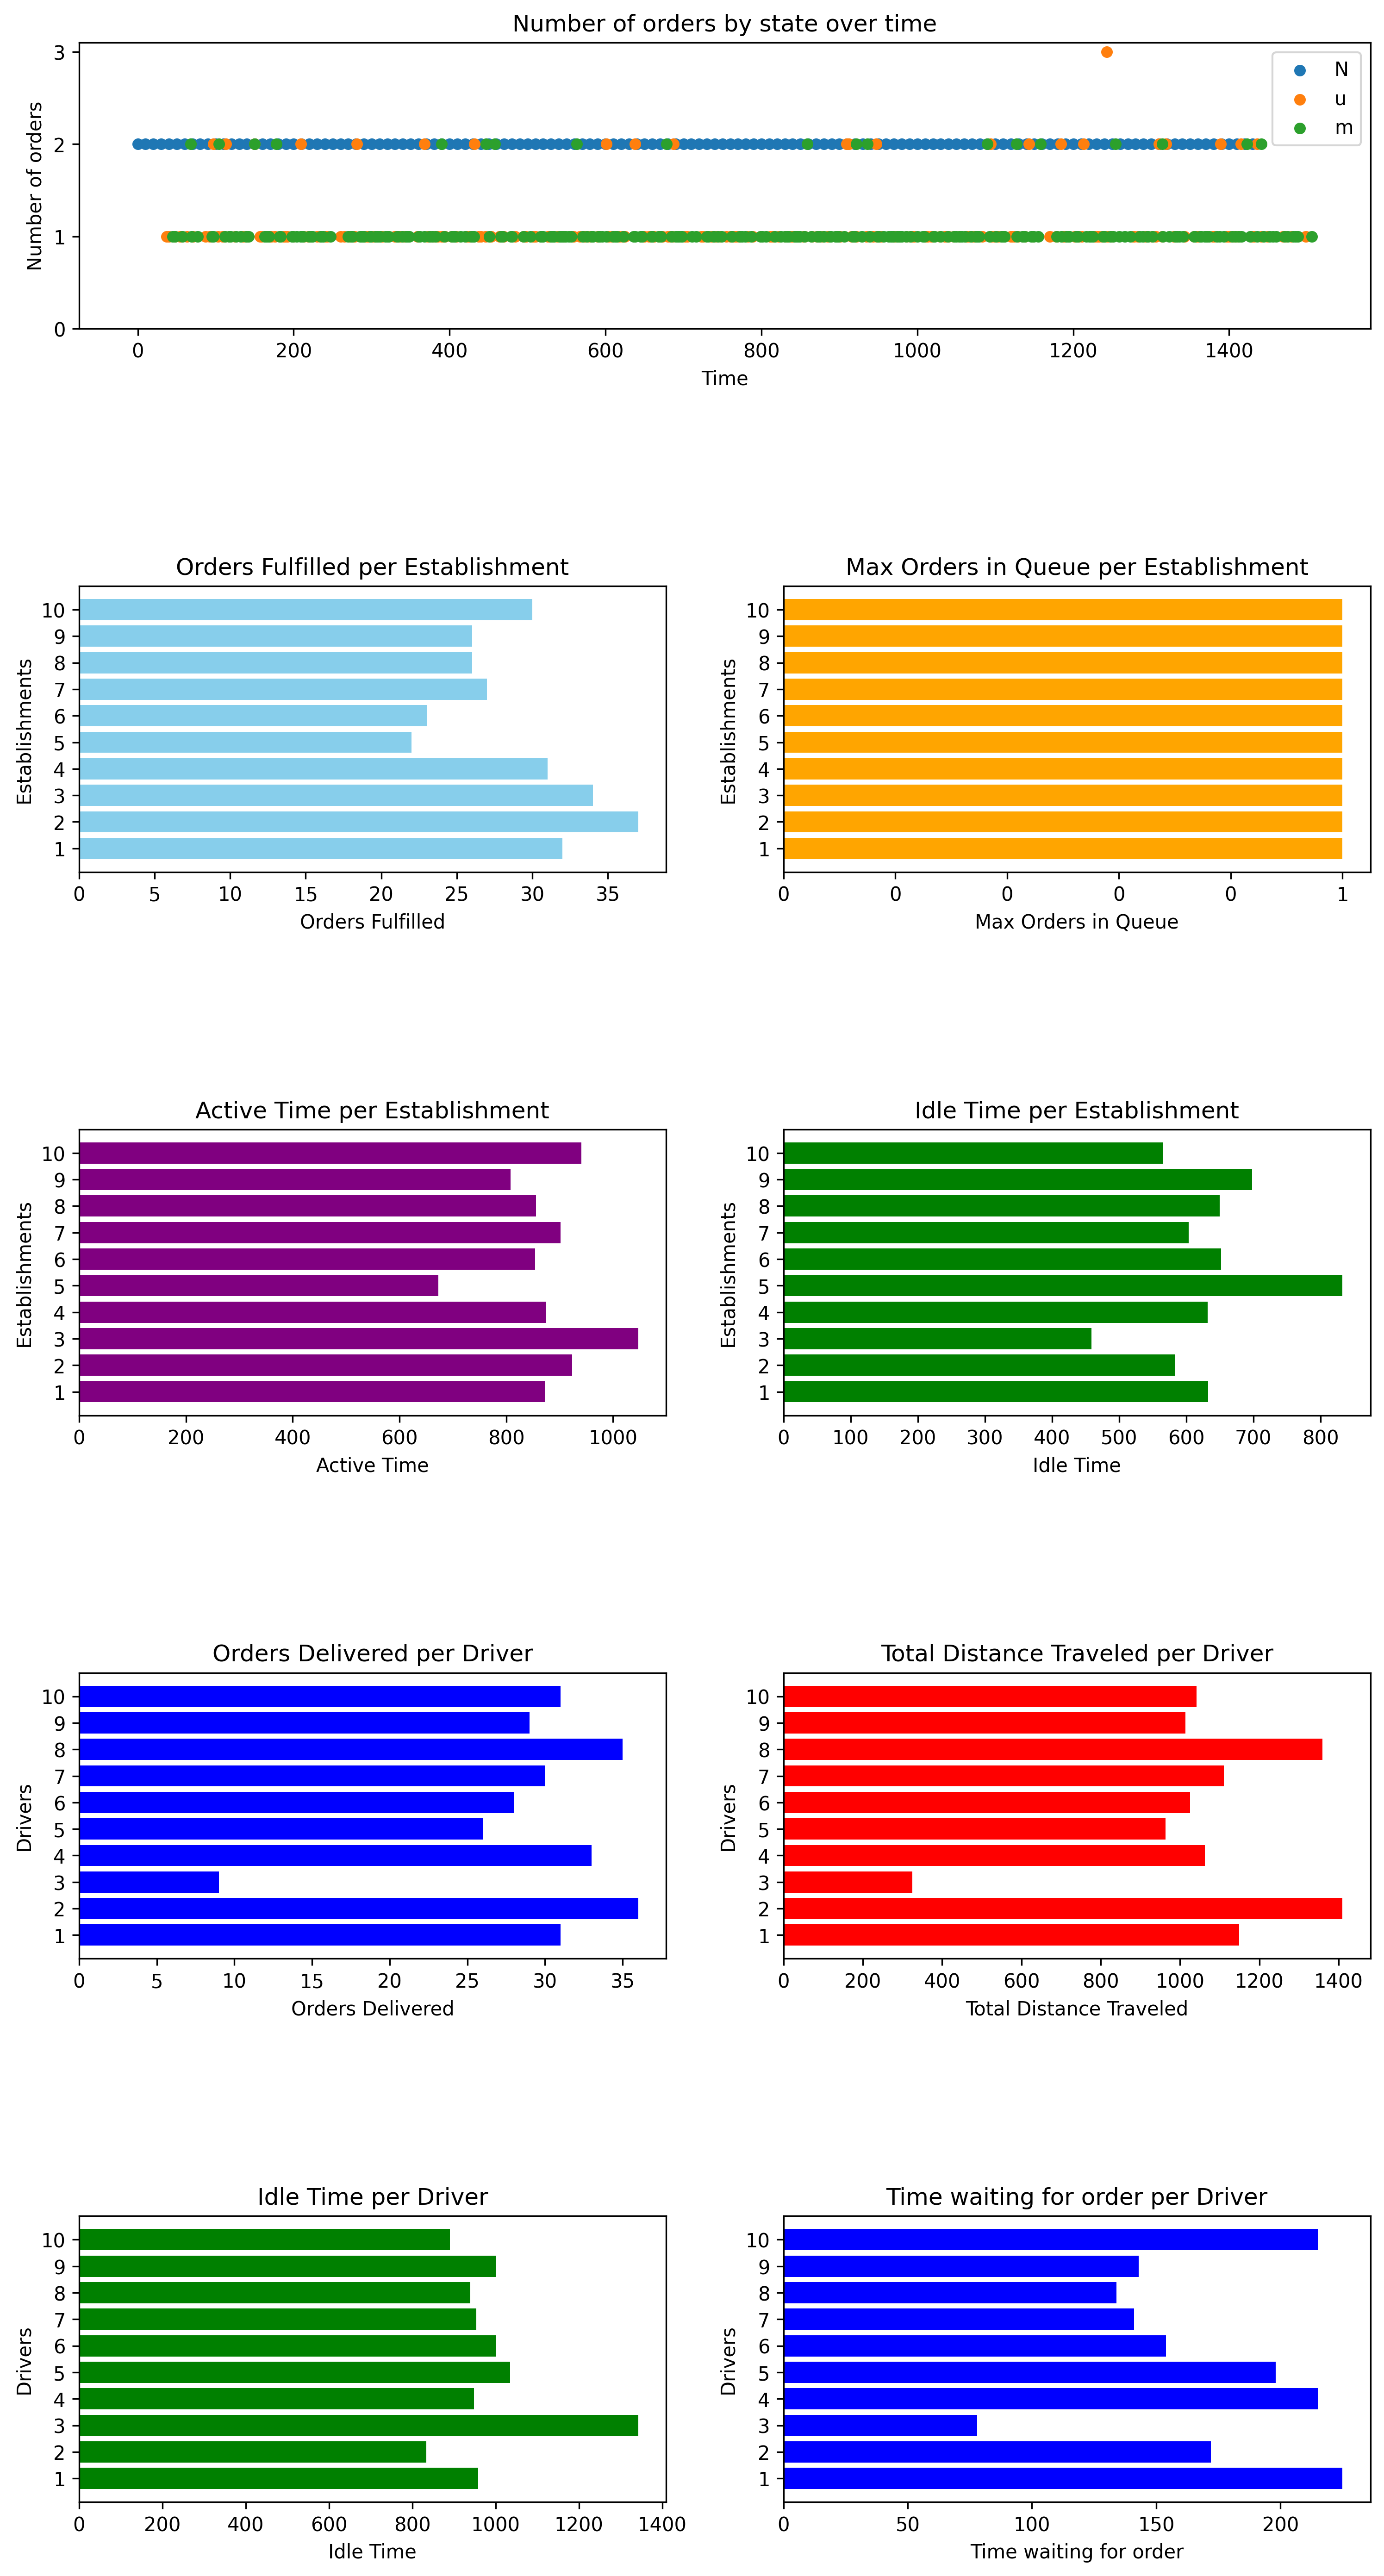 Number of orders by state over time
Number of orders
3
2
1
0
N
u
m
0 200 400 600 800 1000 1200 1400
Time
Orders Fulfilled per Establishment
Establishments
10
9
8
7
6
5
4
3
2
1
0 5 10 15 20 25 30 35
Orders Fulfilled
Max Orders in Queue per Establishment
Establishments
10
9
8
7
6
5
4
3
2
1
0 0 0 0 0 1
Max Orders in Queue
Active Time per Establishment
Establishments
10
9
8
7
6
5
4
3
2
1
0 200 400 600 800 1000
Active Time
Idle Time per Establishment
Establishments
10
9
8
7
6
5
4
3
2
1
0 100 200 300 400 500 600 700 800
Idle Time
Orders Delivered per Driver
Drivers
10
9
8
7
6
5
4
3
2
1
0 5 10 15 20 25 30 35
Orders Delivered
Total Distance Traveled per Driver
Drivers
10
9
8
7
6
5
4
3
2
1
0 200 400 600 800 1000 1200 1400
Total Distance Traveled
Idle Time per Driver
Drivers
10
9
8
7
6
5
4
3
2
1
0 200 400 600 800 1000 1200 1400
Idle Time
Time waiting for order per Driver
Drivers
10
9
8
7
6
5
4
3
2
1
0 50 100 150 200
Time waiting for order